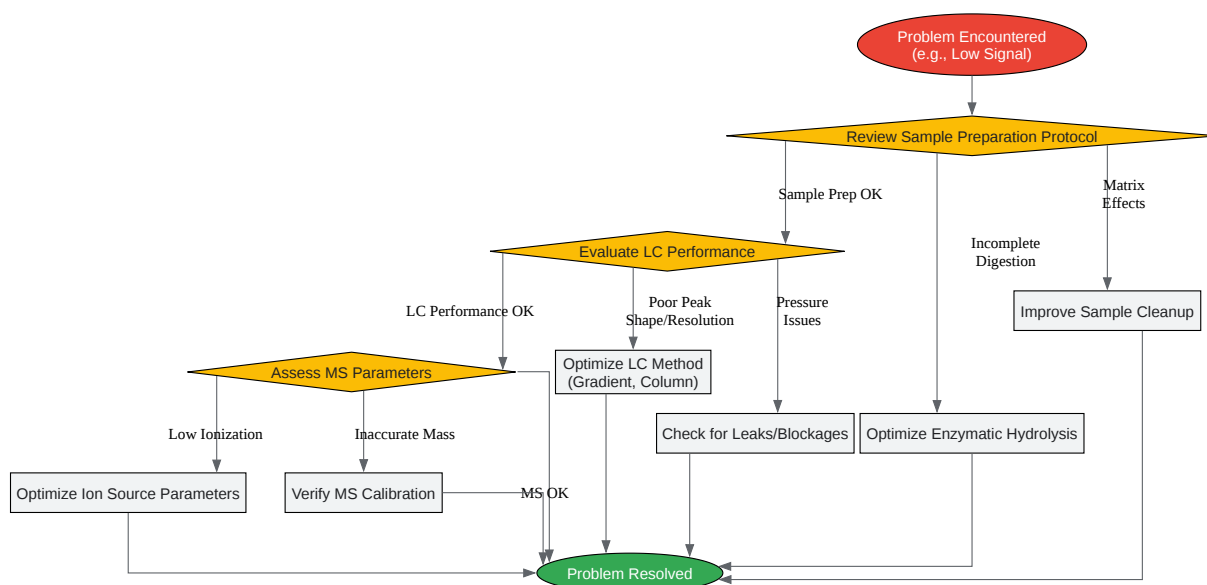 Problem Encountered
(e.g., Low Signal)
Review Sample Preparation Protocol
Sample Prep OK
Matrix
Effects
Incomplete
Digestion
Evaluate LC Performance
LC Performance OK
Poor Peak
Shape/Resolution
Pressure
Issues
Improve Sample Cleanup
Assess MS Parameters
Optimize LC Method
(Gradient, Column)
Low Ionization
Inaccurate Mass
Check for Leaks/Blockages
Optimize Enzymatic Hydrolysis
Optimize Ion Source Parameters
Verify MS Calibration
MS OK
Problem Resolved